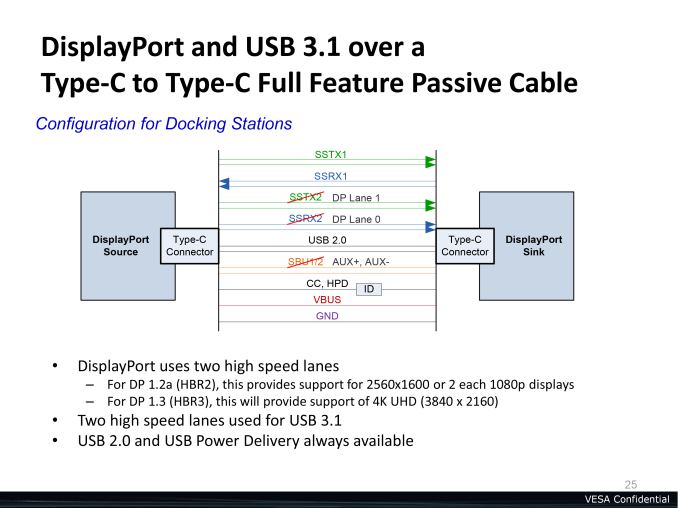 DisplayPort and USB 3.1 over a
Type-C to Type-C Full Feature Passive Cable
Configuration for Docking Stations
SSTX1
SSRX1
SSTX2 DP Lane 1
SSRX2 DP Lane 0
DisplayPort
Source
Type-C
Connector
USB 2.0
Type-C
Connector
DisplayPort
Sink
SBU1/2 AUX+, AUX-
CC, HPD
ID
VBUS
GND
• DisplayPort uses two high speed lanes
– For DP 1.2a (HBR2), this provides support for 2560x1600 or 2 each 1080p displays
– For DP 1.3 (HBR3), this will provide support of 4K UHD (3840 x 2160)
• Two high speed lanes used for USB 3.1
• USB 2.0 and USB Power Delivery always available
25
VESA Confidential